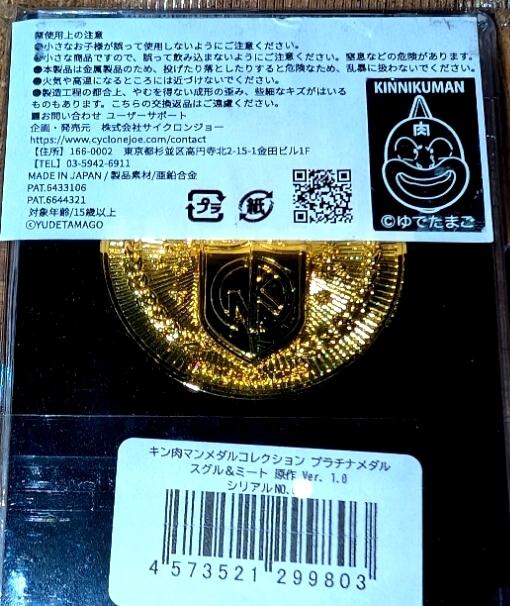 ■使用上の注意
●小さなお子様が誤って使用しないようにご注意ください。
●小さな商品ですので、誤って飲み込まないようにご注意ください。窒息などの危険があります。
●本製品は金属製品のため、投げたり落としたりすると危険なため、乱暴に扱わないでください。
●火気や高温になるところには近づけないでください。
●製造工程の都合上、やむを得ない成形の歪み、些細なキズがはいる
ものもあります。こちらの交換返品はご遠慮ください。
■お問い合わせ ユーザーサポート
企画・発売元 株式会社サイクロンジョー
https://www.cyclonejoe.com/contact
【住所】166-0002 東京都杉並区高円寺北2-15-1金田ビル1F
【TEL】03-5942-6911
MADE IN JAPAN / 製品素材/亜鉛合金
PAT.6433106
PAT.6644321
対象年齢/15歳以上
©YUDETAMAGO
プラ
紙
KINNIKUMAN
肉
©ゆでたまご
キン肉マンメダルコレクション プラチナメダル
スグル&ミート 原作 Ver. 1.0
シリアルNO.
4 573521 299803